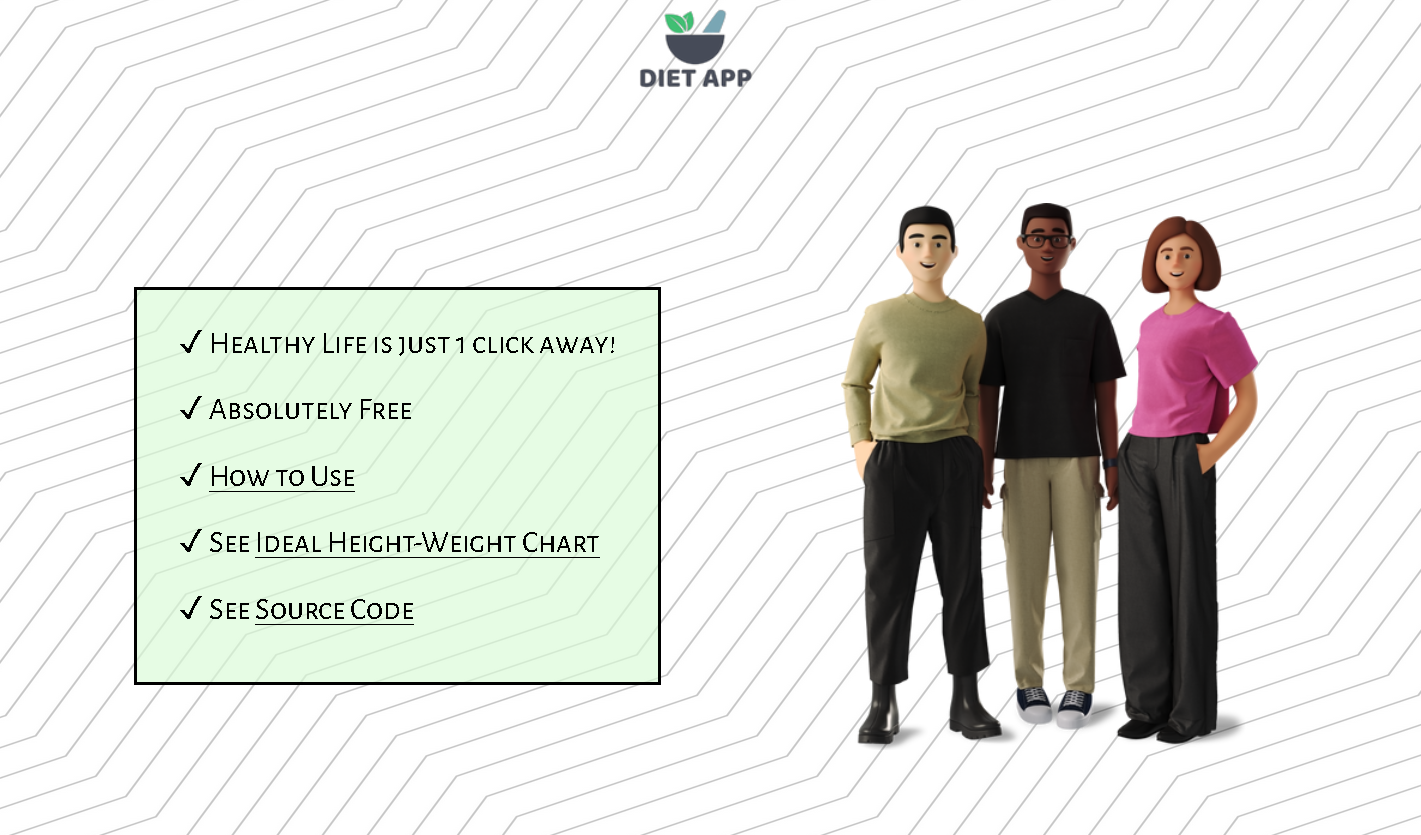 DIET APP
✓ Healthy Life is just 1 click away!
✓ Absolutely Free
✓ How to Use
✓ See Ideal Height-Weight Chart
✓ See Source Code